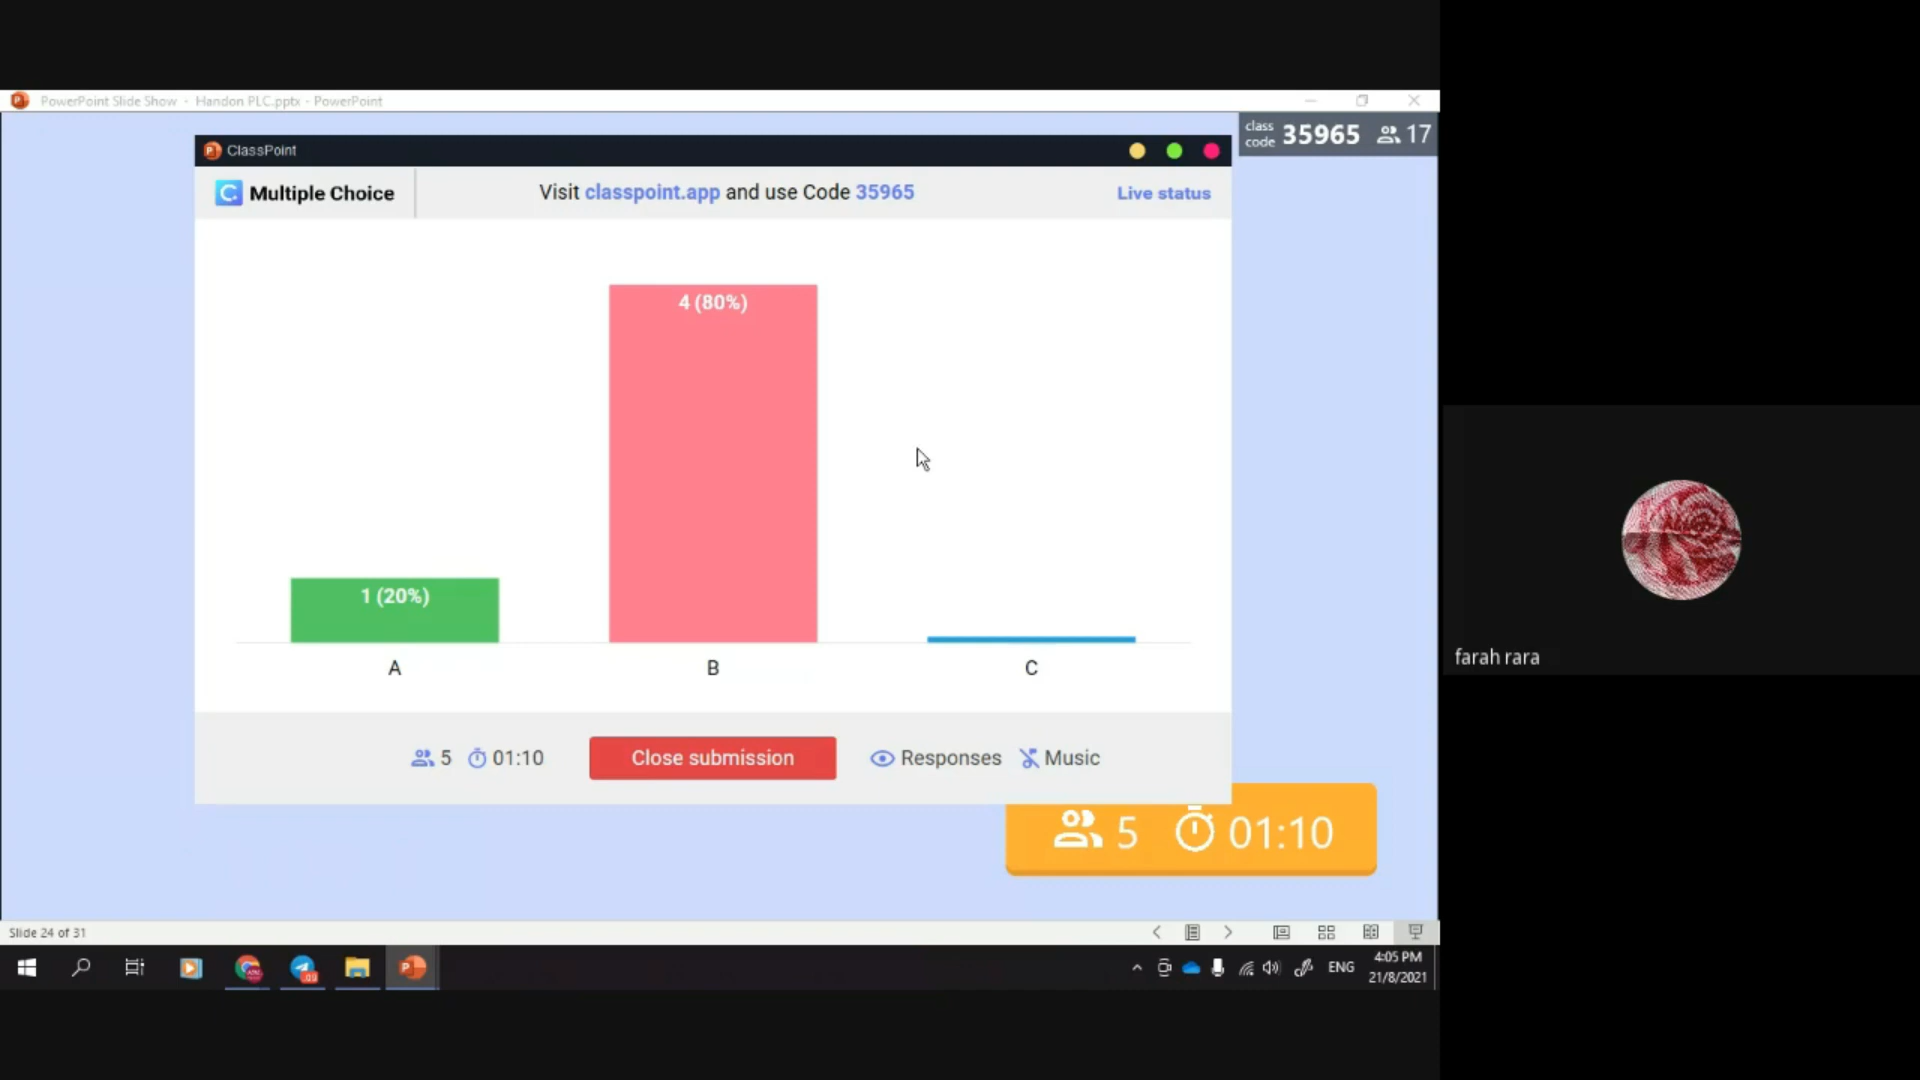 PowerPoint Slide Show - Handon PLC.pptx - PowerPoint
class code 35965 17
ClassPoint
Multiple Choice
Visit classpoint.app and use Code 35965
Live status
4 (80%)
1 (20%)
A B C
5 01:10
Close submission
Responses
Music
5 01:10
farah rara
Slide 24 of 31
ENG
4:05 PM
21/8/2021